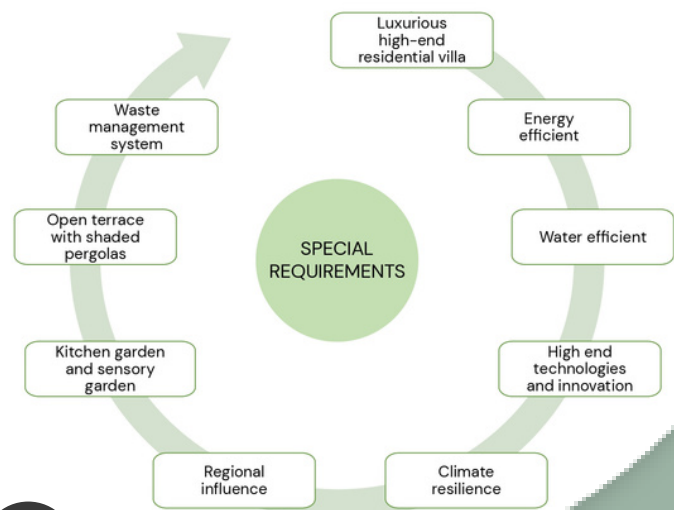 Luxurious
high-end
residential villa
Energy
efficient
Water efficient
High end
technologies
and innovation
Climate
resilience
Regional
influence
Kitchen garden
and sensory
garden
Open terrace
with shaded
pergolas
Waste
management
system
SPECIAL
REQUIREMENTS